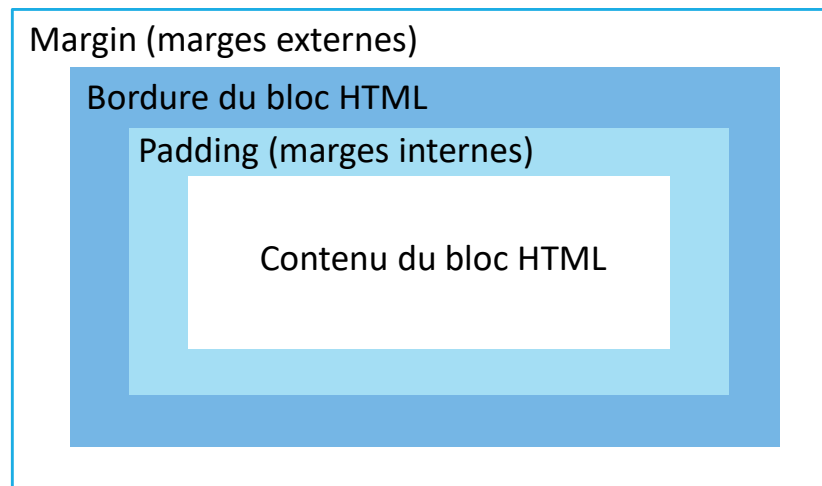 Margin (marges externes)
Bordure du bloc HTML
Padding (marges internes)
Contenu du bloc HTML